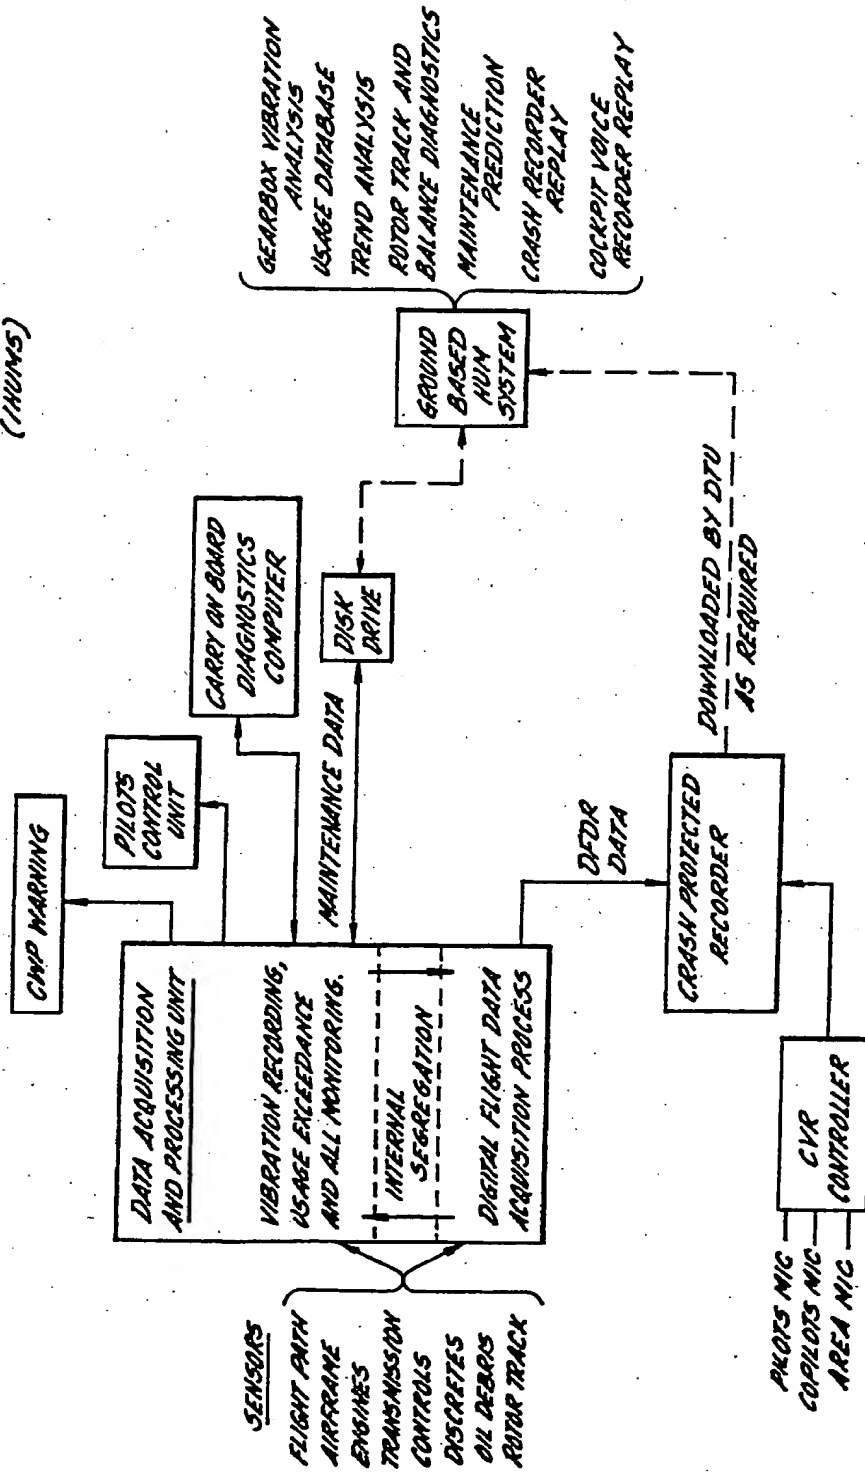 (IHUMS)
CWP WARNING
PILOTS
CONTROL
UNIT
CARRY ON BOARD
DIAGNOSTICS
COMPUTER
DATA ACQUISITION
AND PROCESSING UNIT
VIBRATION RECORDING,
USAGE EXCEEDANCE
AND ALL MONITORING.
INTERNAL
SEGREGATION
DIGITAL FLIGHT DATA
ACQUISITION PROCESS
SENSORS
FLIGHT PATH
AIRFRAME
ENGINES
TRANSMISSION
CONTROLS
DISCRETES
OIL DEBRIS
ROTOR TRACK
MAINTENANCE DATA
DISK
DRIVE
GROUND
BASED
HUM
SYSTEM
GEARBOX VIBRATION
ANALYSIS
USAGE DATABASE
TREND ANALYSIS
ROTOR TRACK AND
BALANCE DIAGNOSTICS
MAINTENANCE
PREDICTION
CRASH RECORDER
REPLAY
COCKPIT VOICE
RECORDER REPLAY
DFDR
DATA
CRASH PROTECTED
RECORDER
DOWNLOADED BY DTU
AS REQUIRED
PILOTS MIC
COPILOTS MIC
AREA MIC
CVR
CONTROLLER